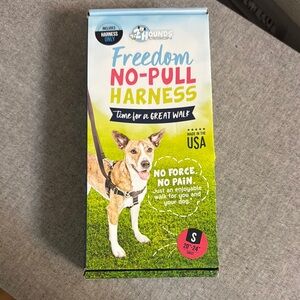 INCLUDES
HARNESS
ONLY
2HOUNDS
Freedom
NO-PULL
HARNESS
Time for a GREAT WALK
MADE IN THE
USA
NO FORCE.
NO PAIN.
Just an enjoyable
walk for you and
your dog.
S